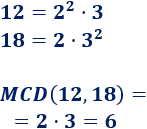 12 = 2² · 3
18 = 2 · 3²
MCD(12, 18) =
= 2 · 3 = 6